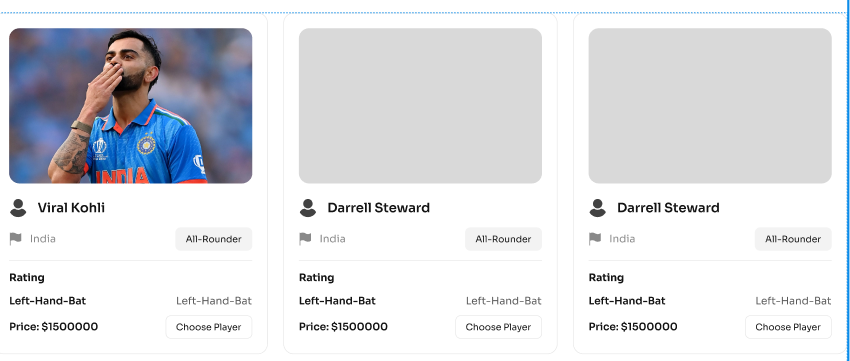 INDIA
Viral Kohli
India
All-Rounder
Rating
Left-Hand-Bat
Left-Hand-Bat
Price: $1500000
Choose Player
Darrell Steward
India
All-Rounder
Rating
Left-Hand-Bat
Left-Hand-Bat
Price: $1500000
Choose Player
Darrell Steward
India
All-Rounder
Rating
Left-Hand-Bat
Left-Hand-Bat
Price: $1500000
Choose Player